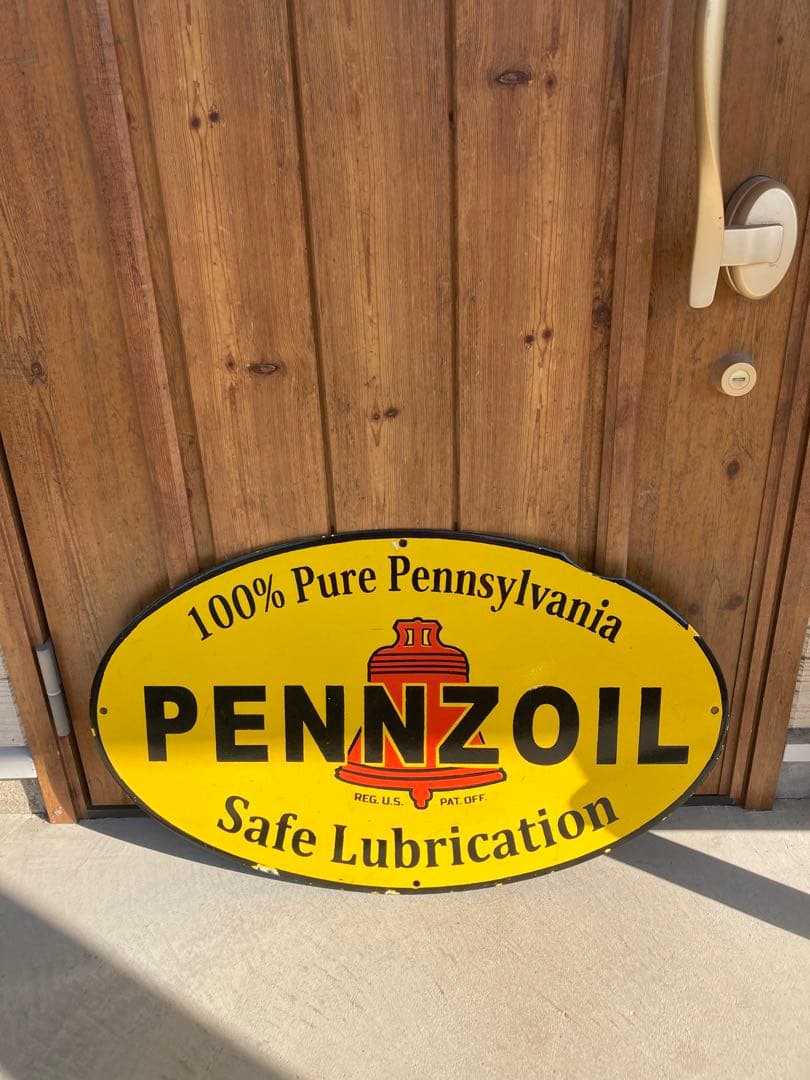 100% Pure Pennsylvania
PENNZOIL
REG. U.S. PAT. OFF.
Safe Lubrication